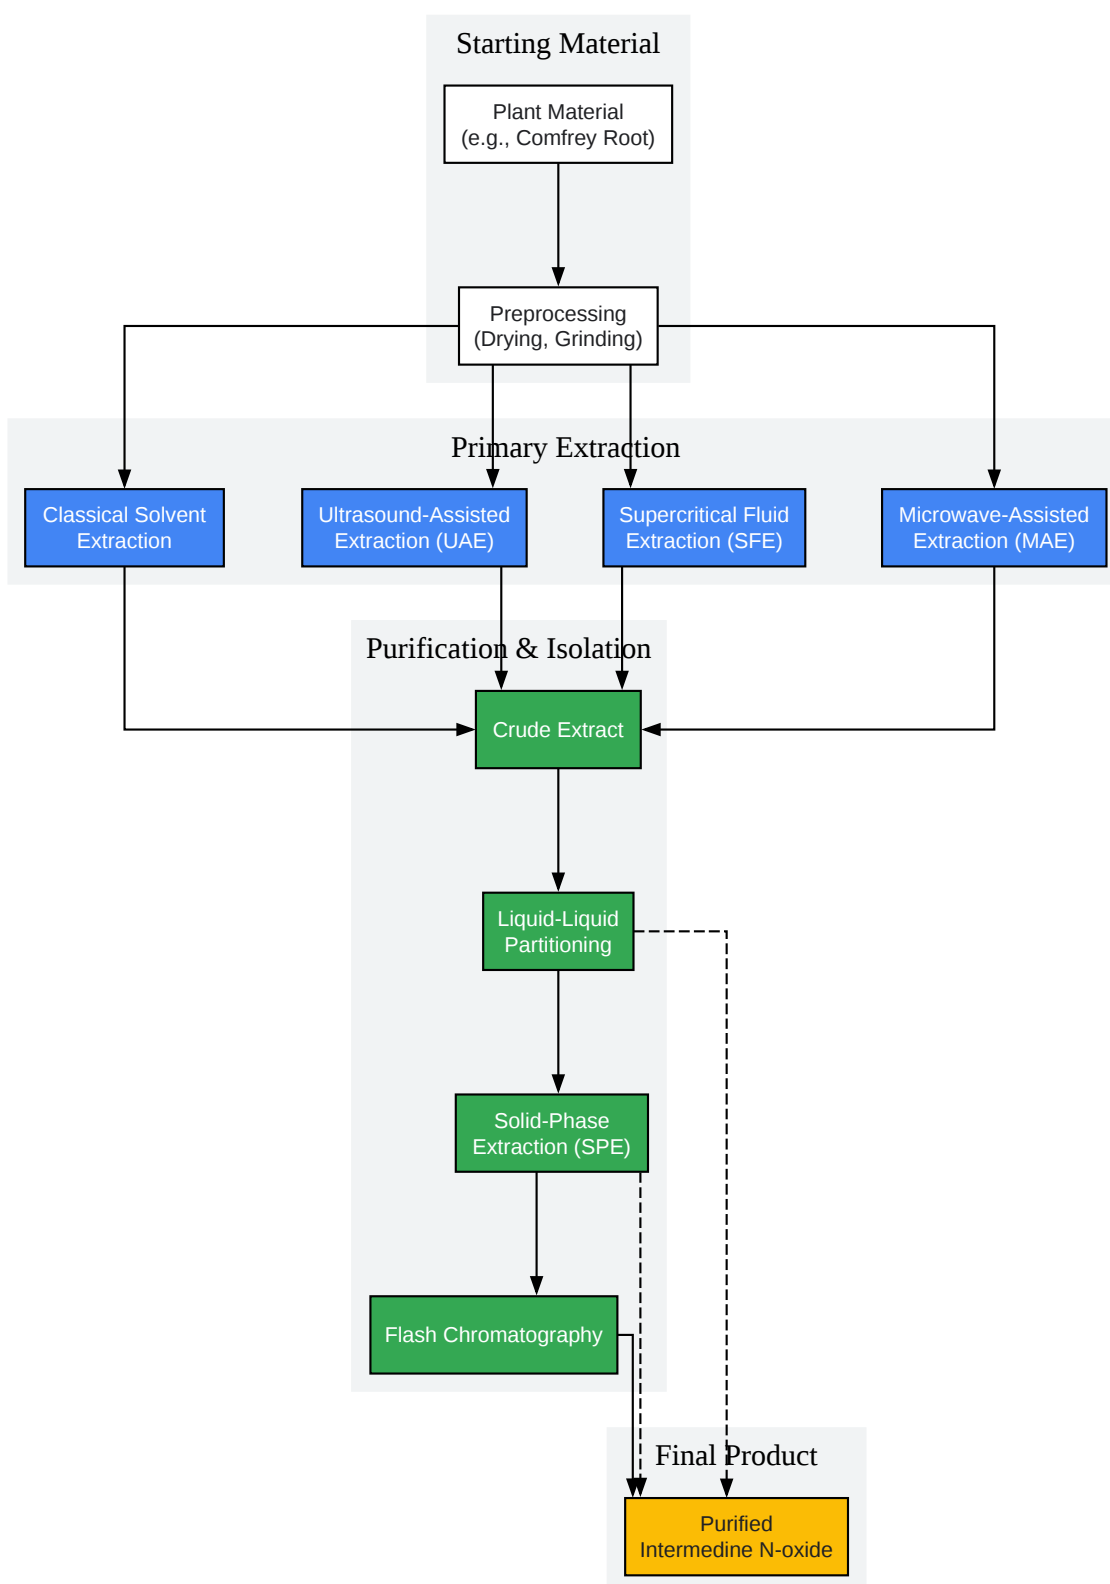 Starting Material
Plant Material
(e.g., Comfrey Root)
Preprocessing
(Drying, Grinding)
Primary Extraction
Classical Solvent
Extraction
Ultrasound-Assisted
Extraction (UAE)
Supercritical Fluid
Extraction (SFE)
Microwave-Assisted
Extraction (MAE)
Purification & Isolation
Crude Extract
Liquid-Liquid
Partitioning
Solid-Phase
Extraction (SPE)
Flash Chromatography
Final Product
Purified
Intermedine N-oxide